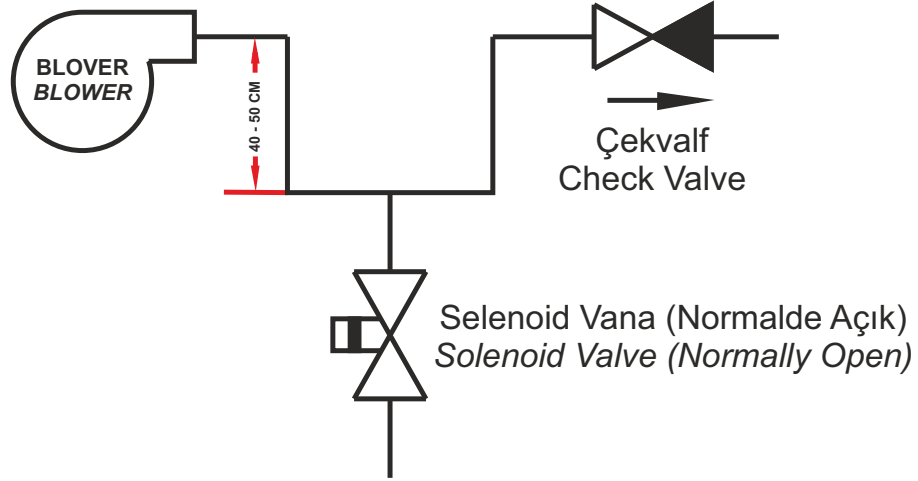 BLOVER
BLOWER
40 - 50 CM
Çekvalf
Check Valve
Selenoid Vana (Normalde Açık)
Solenoid Valve (Normally Open)